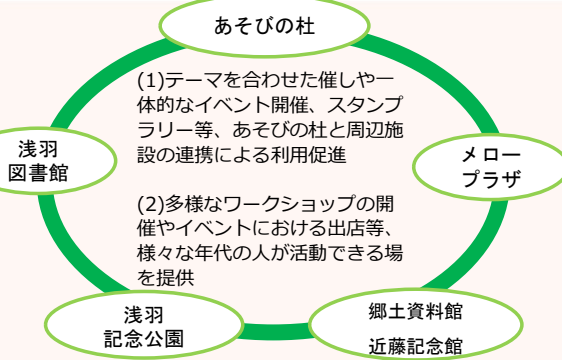 あそびの杜
(1)テーマを合わせた催しや一
体的なイベント開催、スタンプ
ラリー等、あそびの杜と周辺施
設の連携による利用促進
浅羽
図書館
メロー
プラザ
(2)多様なワークショップの開
催やイベントにおける出店等、
様々な年代の人が活動できる場
を提供
浅羽
記念公園
郷土資料館
近藤記念館